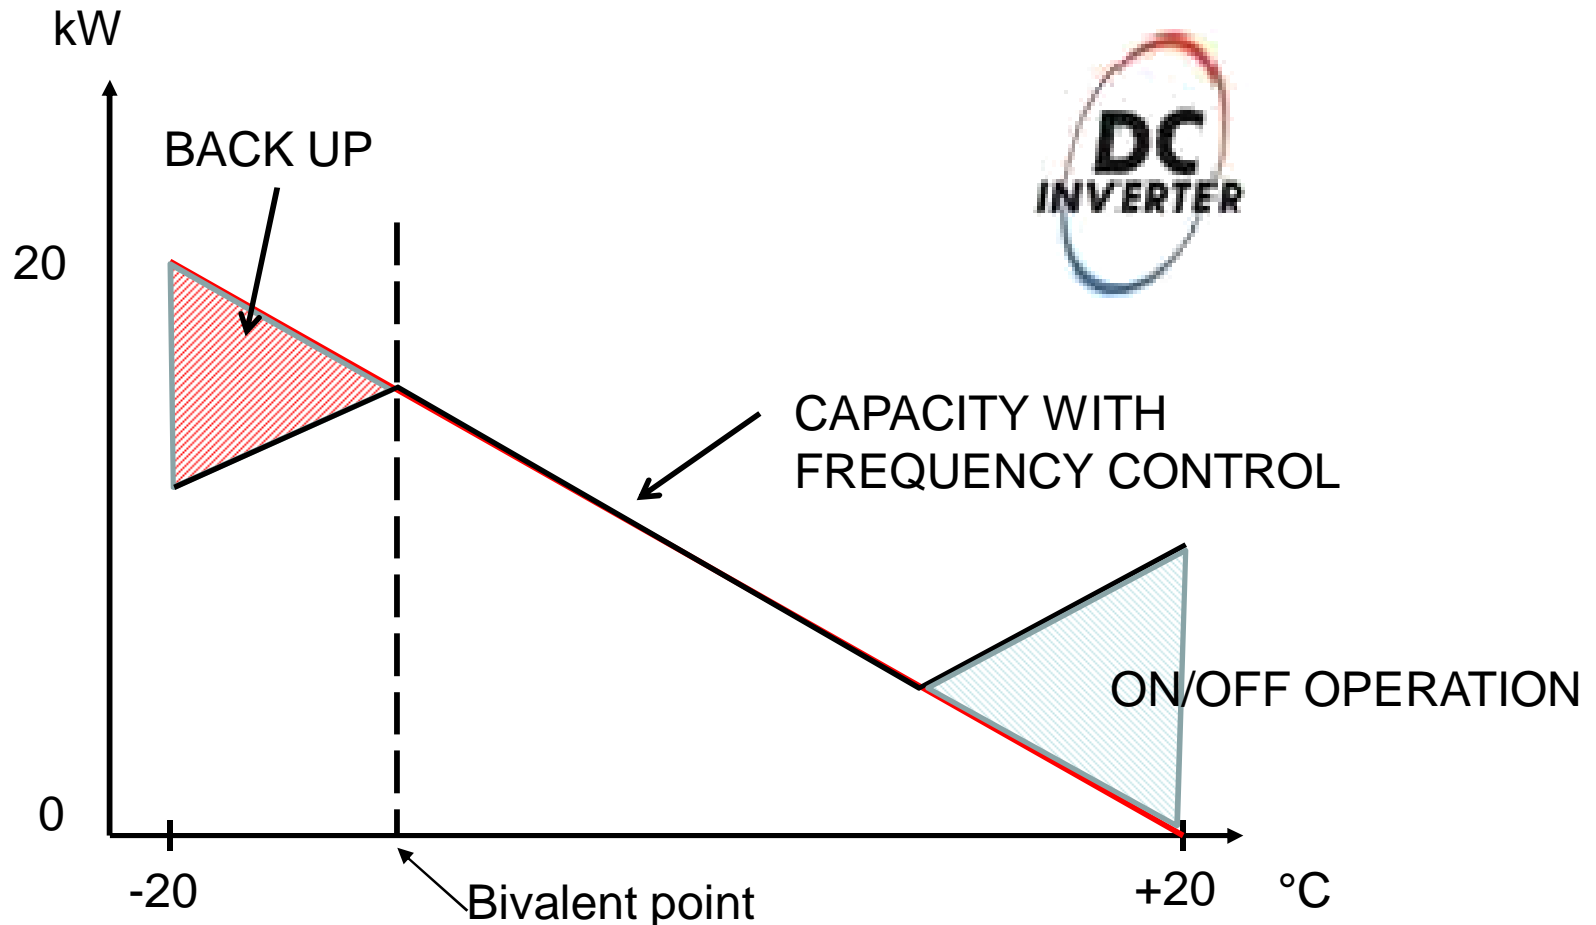 kW
BACK UP
DC
INVERTER
20
CAPACITY WITH
FREQUENCY CONTROL
ON/OFF OPERATION
0
-20
Bivalent point
+20
°C